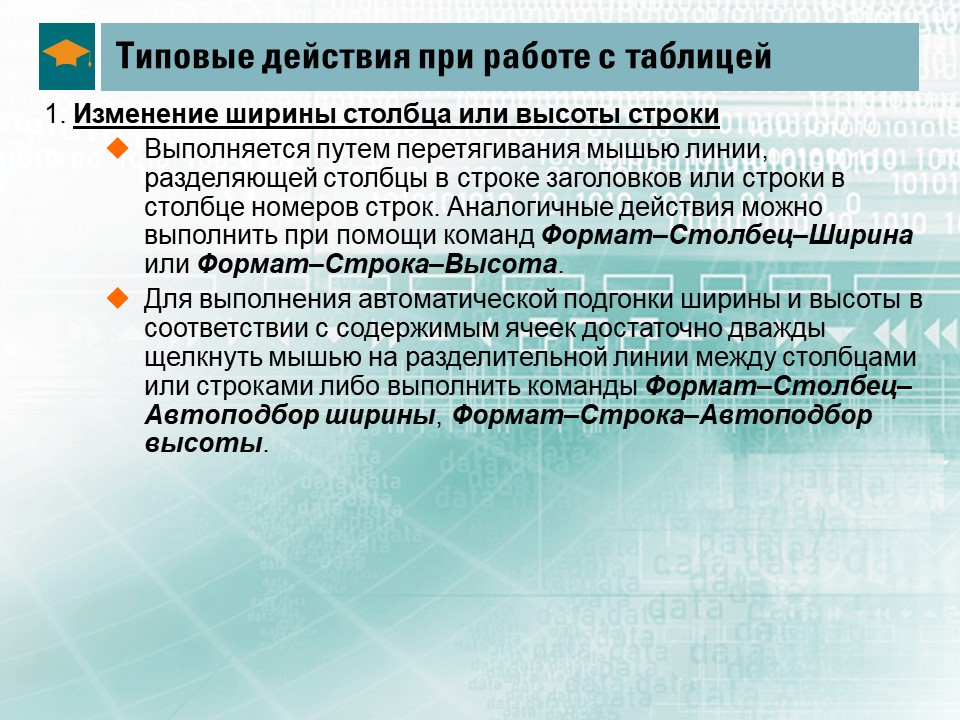 Типовые действия при работе с таблицей
1. Изменение ширины столбца или высоты строки
Выполняется путем перетягивания мышью линии,
разделяющей столбцы в строке заголовков или строки в
столбце номеров строк. Аналогичные действия можно
выполнить при помощи команд Формат–Столбец–Ширина
или Формат–Строка–Высота.
Для выполнения автоматической подгонки ширины и высоты в
соответствии с содержимым ячеек достаточно дважды
щелкнуть мышью на разделительной линии между столбцами
или строками либо выполнить команды Формат–Столбец–
Автоподбор ширины, Формат–Строка–Автоподбор
высоты.